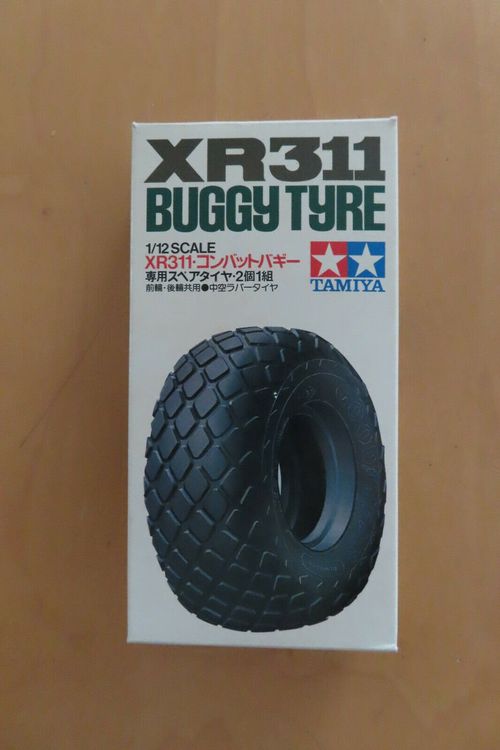 XR311
BUGGY TYRE
1/12 SCALE
XR311・コンバットバギー
専用スペアタイヤ・2個1組
前輪・後輪共用●中空ラバータイヤ
TAMIYA